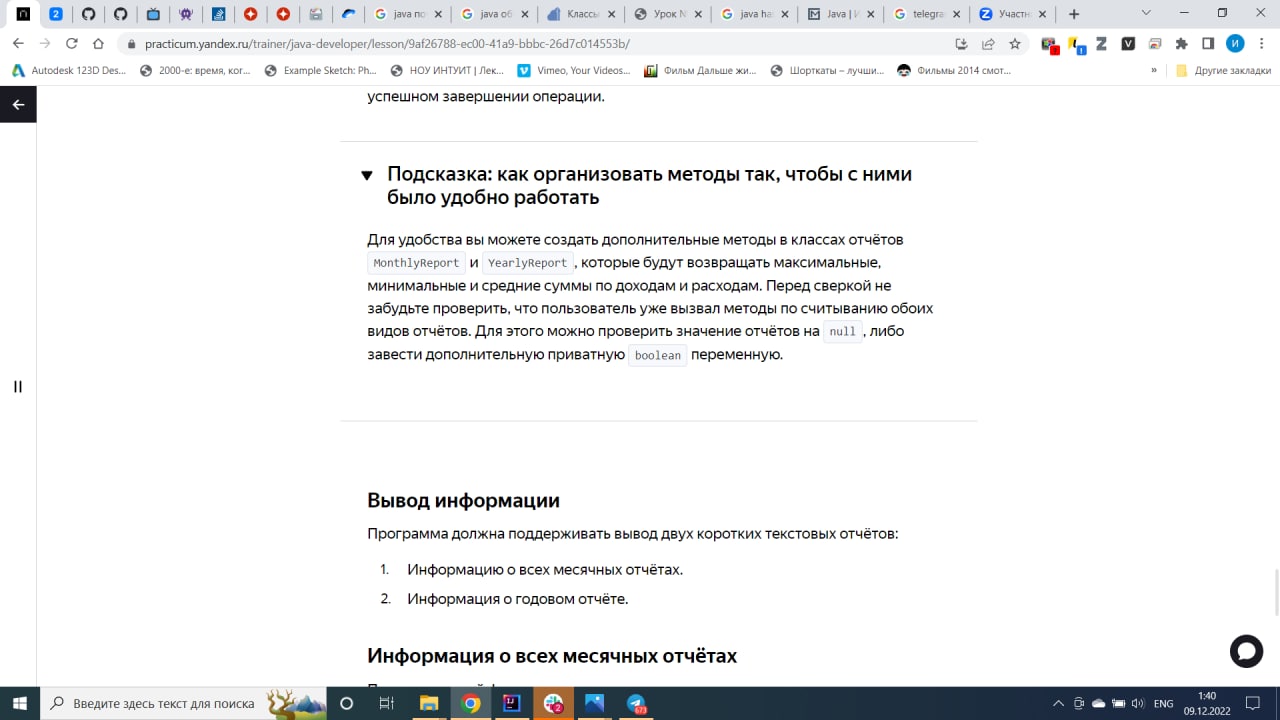 java по
java об
Классы
Урок N
java ha
Java | И
telegra
Участн
practicum.yandex.ru/trainer/java-developer/lesson/9af06786-ec00-41a9-bbbc-26d7c014553b/
Autodesk 123D Des...
2000-е: время, ког...
Example Sketch: Ph...
НОУ ИНТУИТ | Лек...
Vimeo, Your Videos...
Фильм Дальше жи...
Шорткаты – лучши...
Фильмы 2014 смот...
»
Другие закладки
успешном завершении операции.
Подсказка: как организовать методы так, чтобы с ними
было удобно работать
Для удобства вы можете создать дополнительные методы в классах отчётов
MonthlyReport и YearlyReport, которые будут возвращать максимальные,
минимальные и средние суммы по доходам и расходам. Перед сверкой не
забудьте проверить, что пользователь уже вызвал методы по считыванию обоих
видов отчётов. Для этого можно проверить значение отчётов на null, либо
завести дополнительную приватную boolean переменную.
Вывод информации
Программа должна поддерживать вывод двух коротких текстовых отчётов:
1. Информацию о всех месячных отчётах.
2. Информация о годовом отчёте.
Информация о всех месячных отчётах
Введите здесь текст для поиска
ENG
1:40
09.12.2022